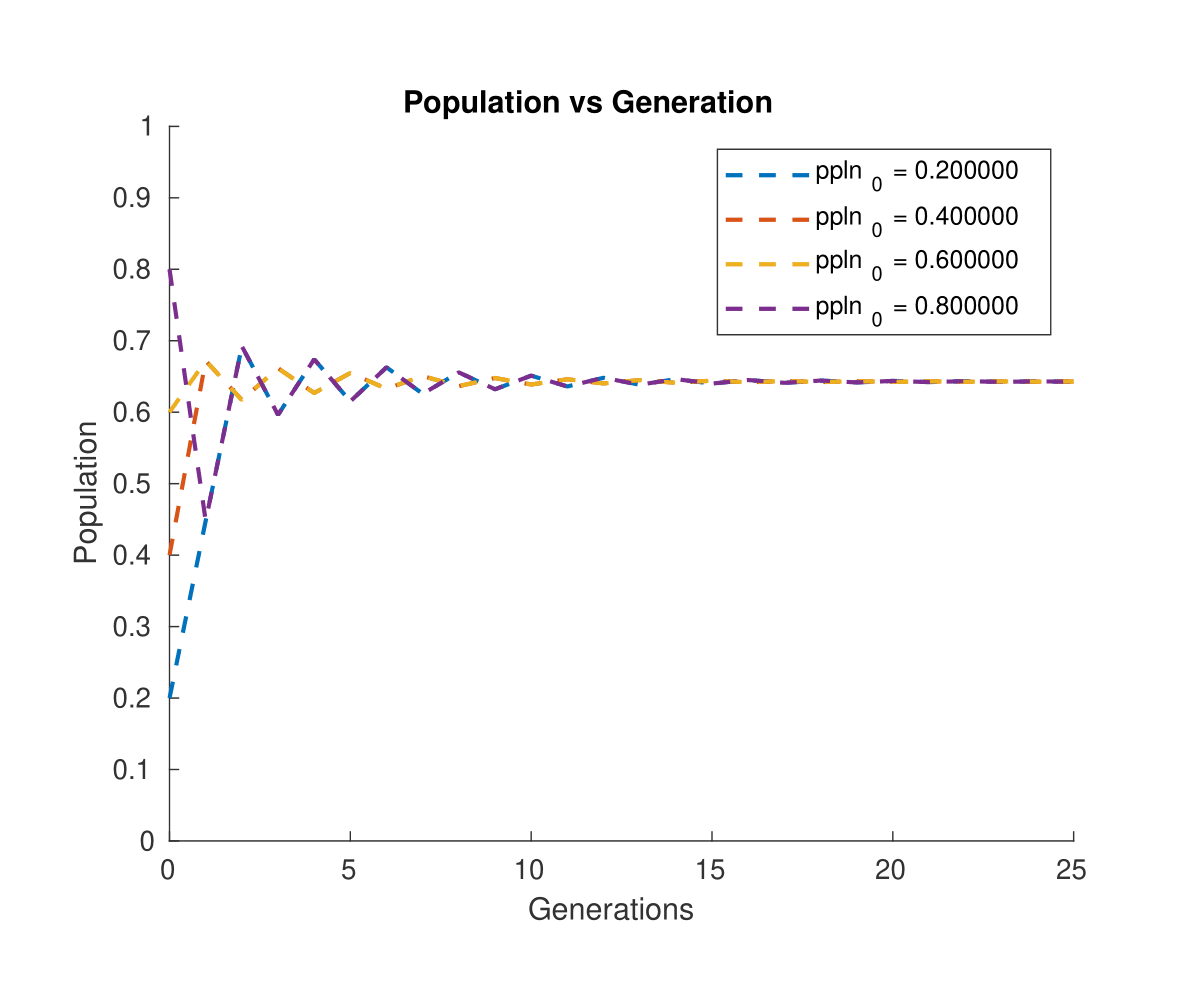 Population vs Generation
1
0.9
0.8
0.7
0.6
0.5
0.4
0.3
0.2
0.1
0
Population
ppln 0 = 0.200000
ppln 0 = 0.400000
ppln 0 = 0.600000
ppln 0 = 0.800000
0 5 10 15 20 25
Generations